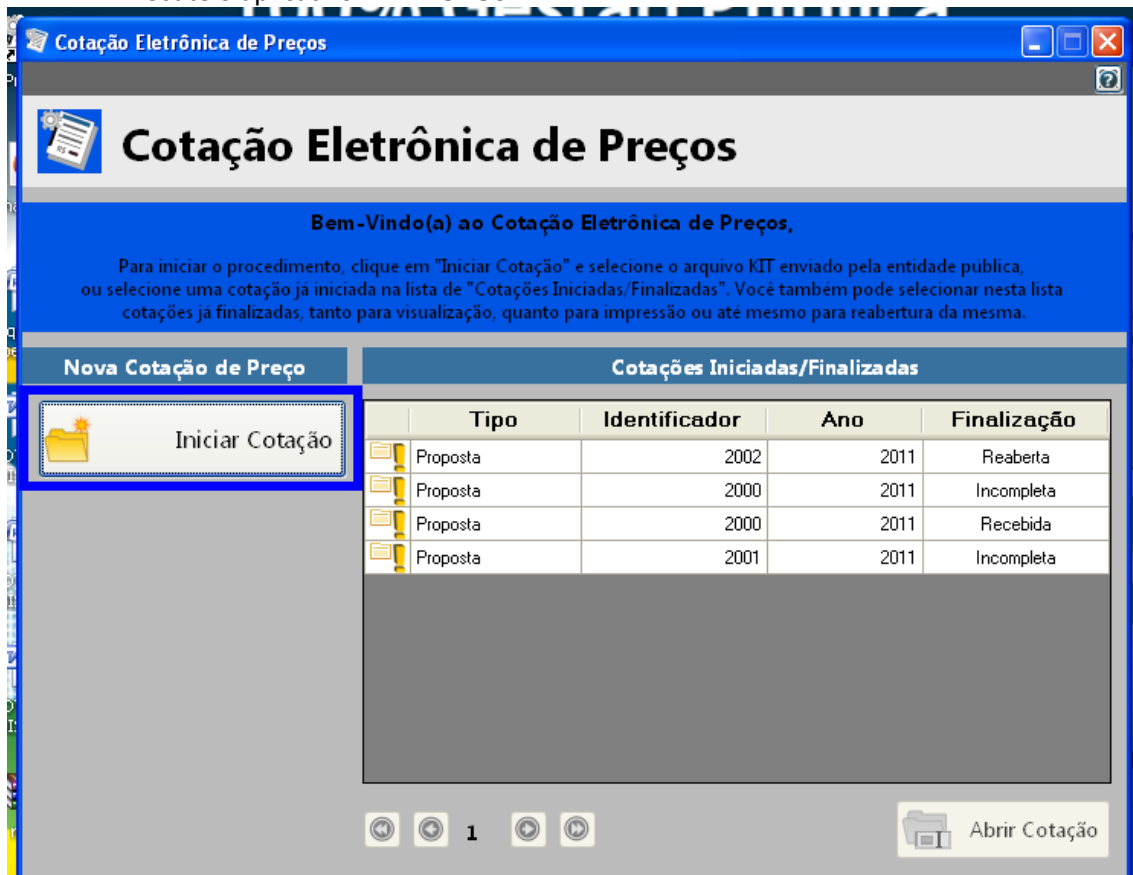 Cotação Eletrônica de Preços
Cotação Eletrônica de Preços
Bem-Vindo(a) ao Cotação Eletrônica de Preços,
Para iniciar o procedimento, clique em "Iniciar Cotação" e selecione o arquivo KIT enviado pela entidade pública,
ou selecione uma cotação já iniciada na lista de "Cotações Iniciadas/Finalizadas". Você também pode selecionar nesta lista
cotações já finalizadas, tanto para visualização, quanto para impressão ou até mesmo para reabertura da mesma.
Nova Cotação de Preço
Cotações Iniciadas/Finalizadas
Iniciar Cotação
Tipo Identificador Ano Finalização
Proposta 2002 2011 Reaberta
Proposta 2000 2011 Incompleta
Proposta 2000 2011 Recebida
Proposta 2001 2011 Incompleta
1
Abrir Cotação